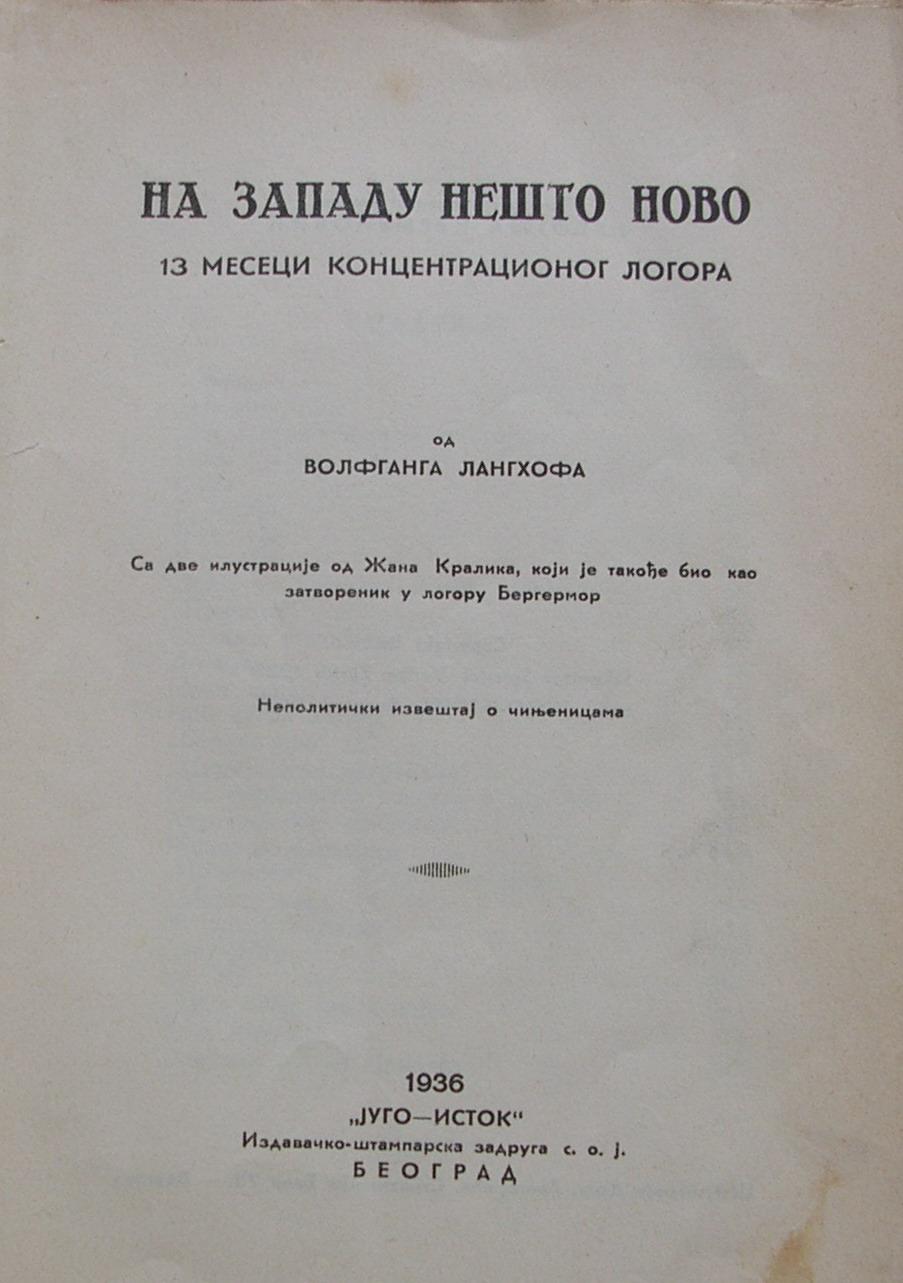 НА ЗАПАДУ НЕШТО НОВО
13 МЕСЕЦИ КОНЦЕНТРАЦИОНОГ ЛОГОРА
од
ВОЛФГАНГА ЛАНГХОФА
Са две илустрације од Жана Кралика, који је такође био као
затвореник у логору Бергермор
Неполитички извештај о чињеницама
1936
„ЈУГО—ИСТОК“
Издавачко-штампарска задруга с. о. ј.
БЕОГРАД